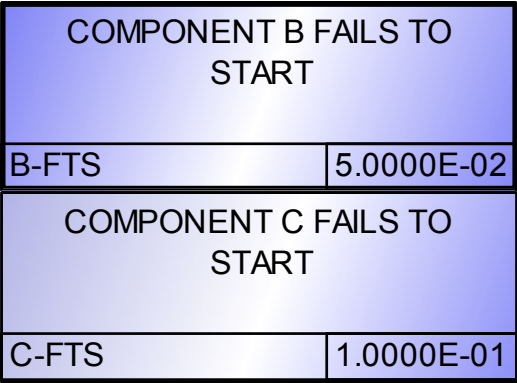 COMPONENT B FAILS TO
START
B-FTS 5.0000E-02
COMPONENT C FAILS TO
START
C-FTS 1.0000E-01